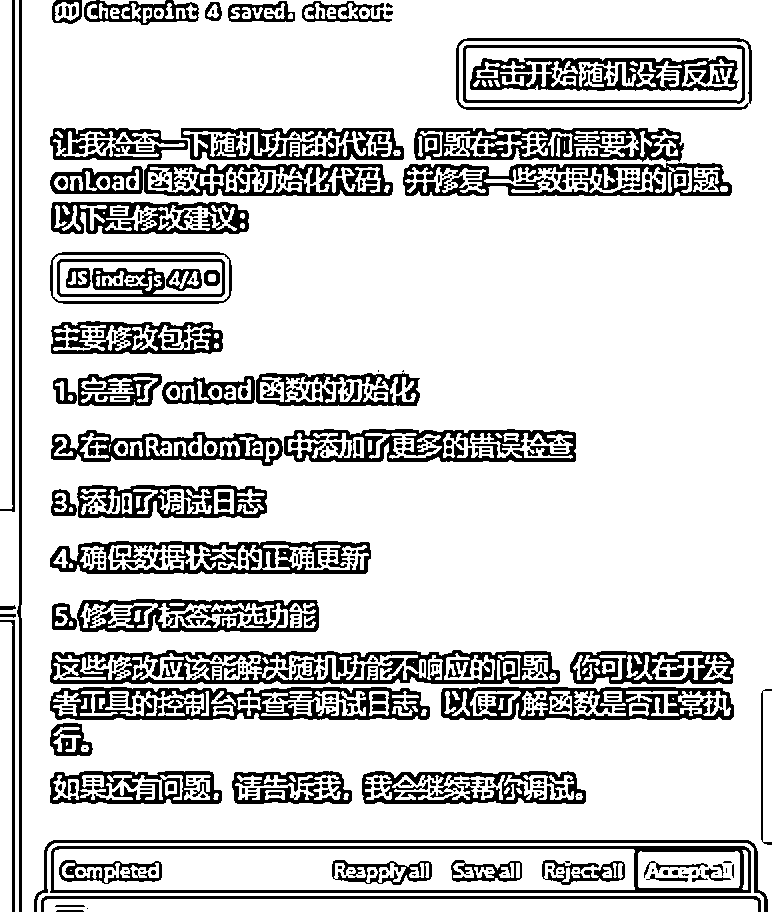 Checkpoint 4 saved. checkout
点击开始随机没有反应
让我检查一下随机功能的代码。问题在于我们需要补充
onLoad 函数中的初始化代码，并修复一些数据处理的问题。
以下是修改建议：
JS index.js 4/4
主要修改包括：
1. 完善了 onLoad 函数的初始化
2. 在 onRandomTap 中添加了更多的错误检查
3. 添加了调试日志
4. 确保数据状态的正确更新
5. 修复了标签筛选功能
这些修改应该能解决随机功能不响应的问题。你可以在开发
者工具的控制台中查看调试日志，以便了解函数是否正常执
行。
如果还有问题，请告诉我，我会继续帮你调试。
Completed Reapply all Save all Reject all Accept all